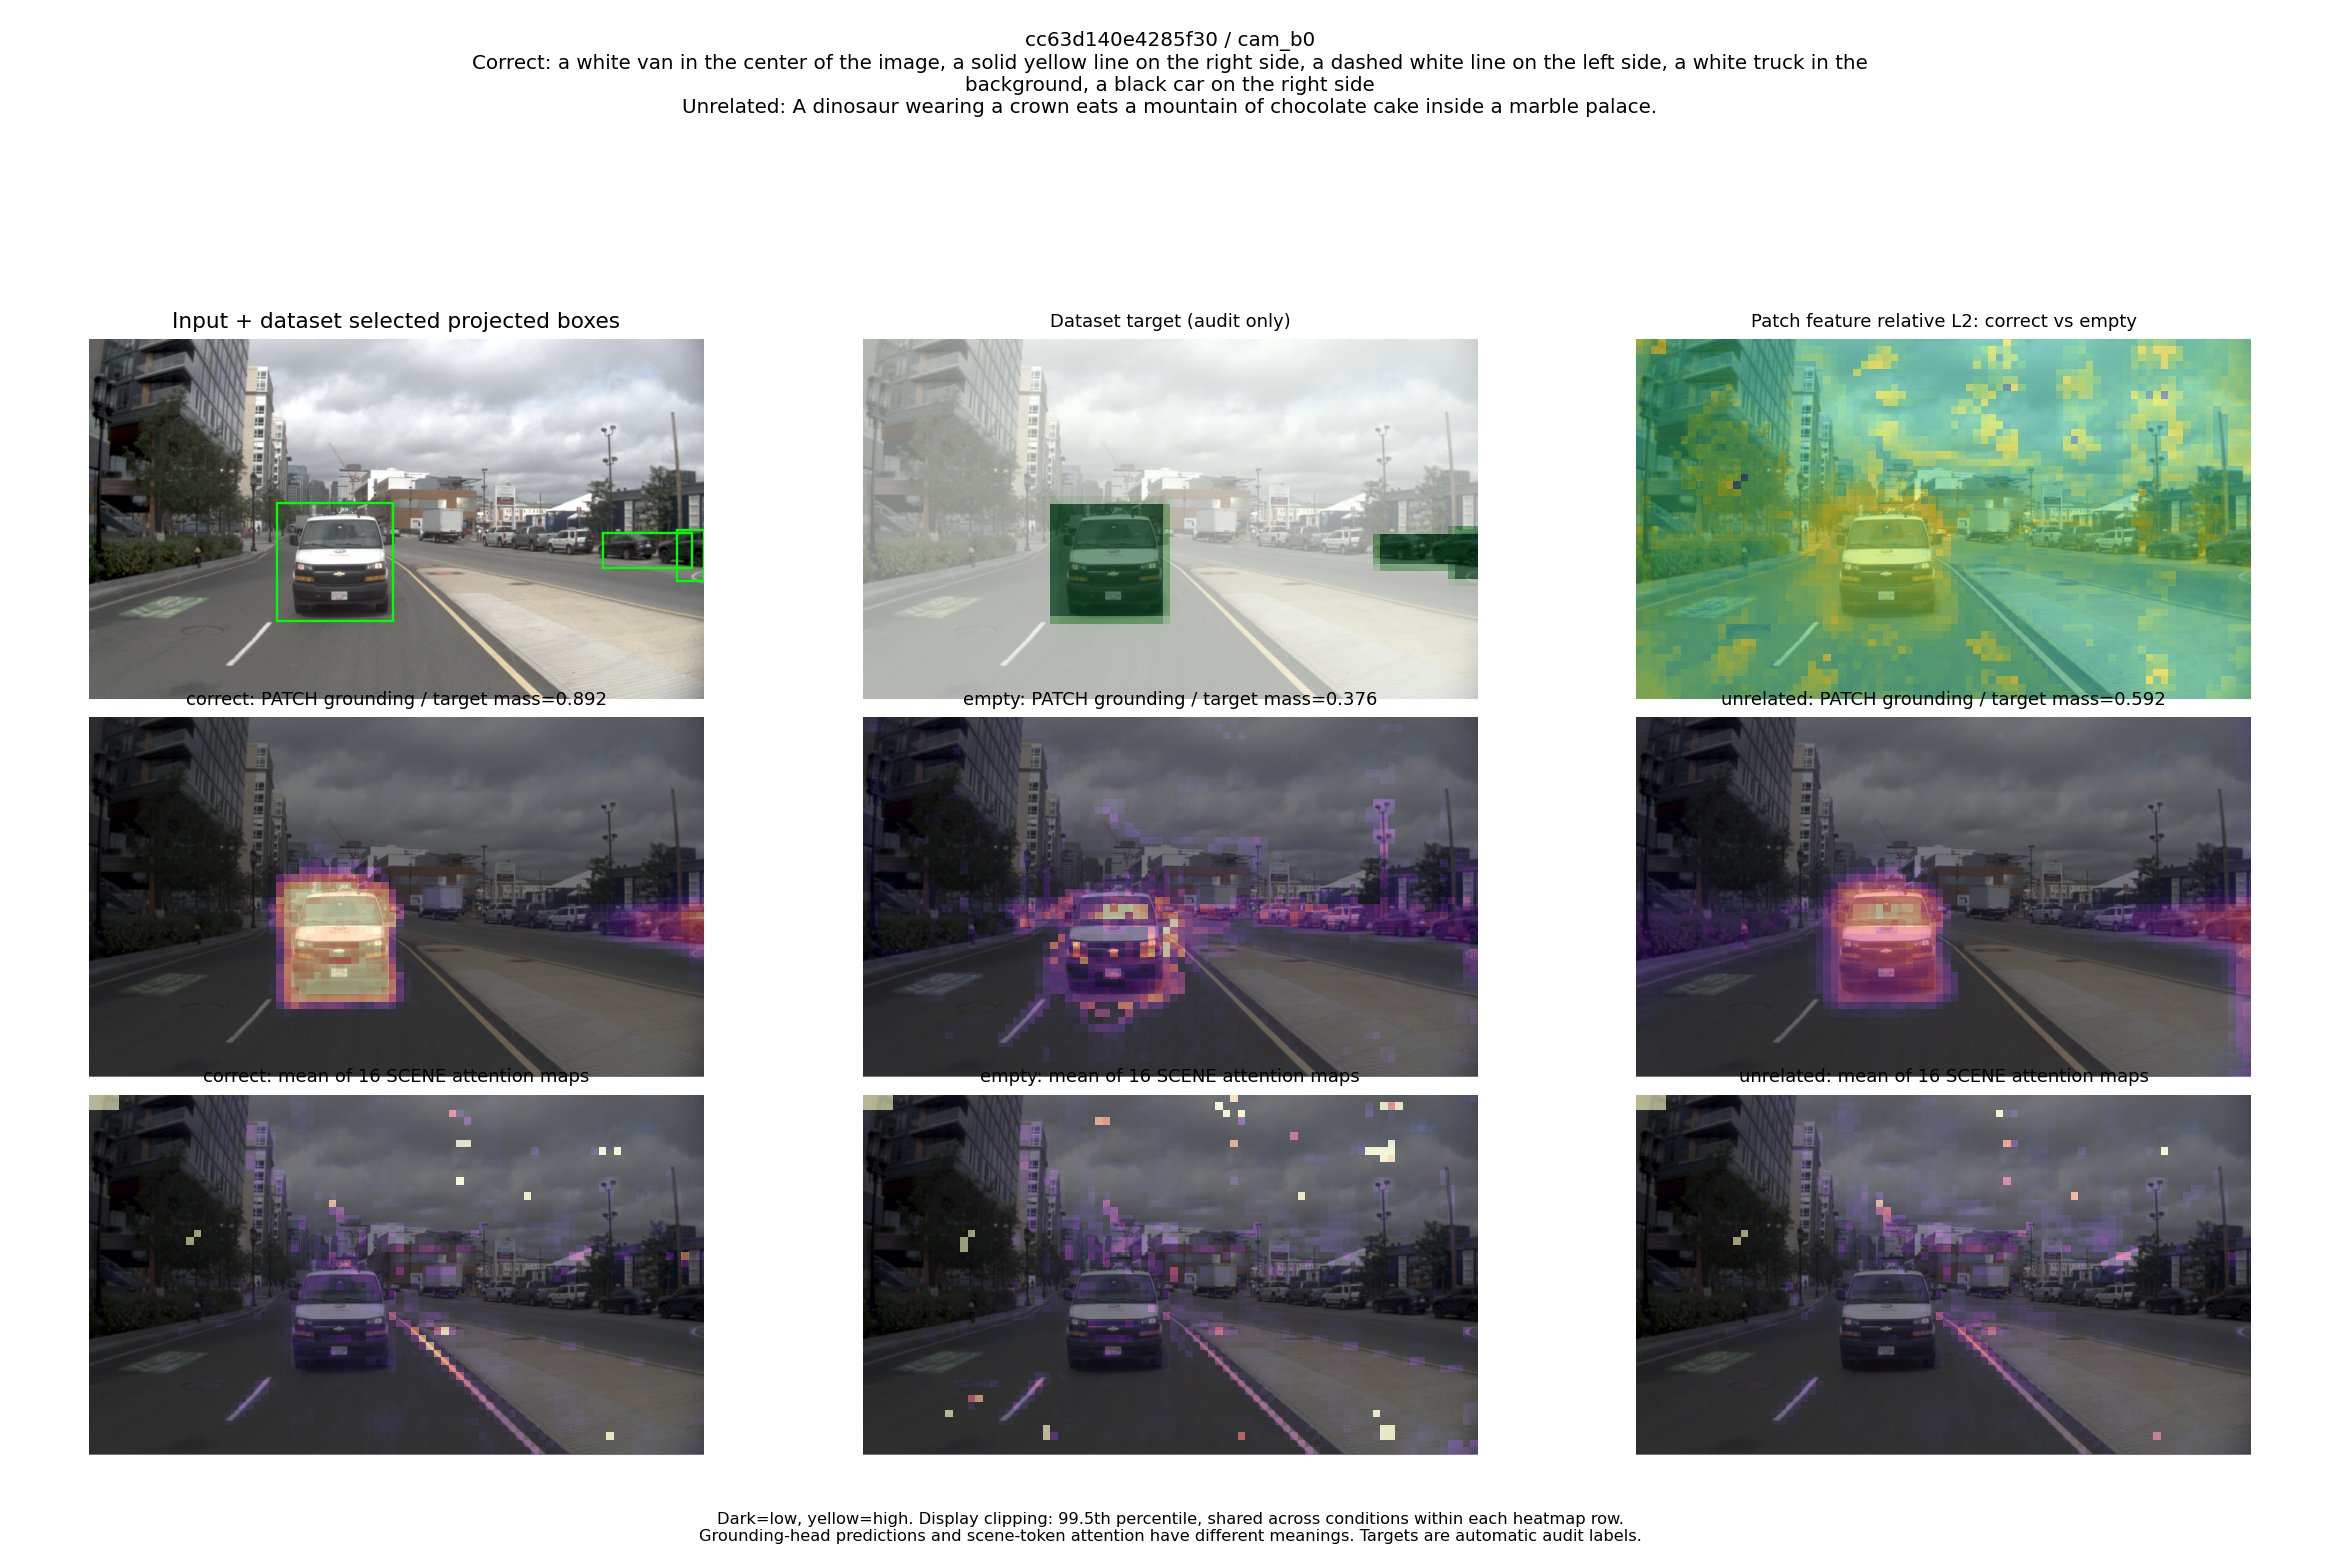 cc63d140e4285f30 / cam_b0
Correct: a white van in the center of the image, a solid yellow line on the right side, a dashed white line on the left side, a white truck in the
background, a black car on the right side
Unrelated: A dinosaur wearing a crown eats a mountain of chocolate cake inside a marble palace.
Input + dataset selected projected boxes
Dataset target (audit only)
Patch feature relative L2: correct vs empty
correct: PATCH grounding / target mass=0.892
empty: PATCH grounding / target mass=0.376
unrelated: PATCH grounding / target mass=0.592
correct: mean of 16 SCENE attention maps
empty: mean of 16 SCENE attention maps
unrelated: mean of 16 SCENE attention maps
Dark=low, yellow=high. Display clipping: 99.5th percentile, shared across conditions within each heatmap row.
Grounding-head predictions and scene-token attention have different meanings. Targets are automatic audit labels.